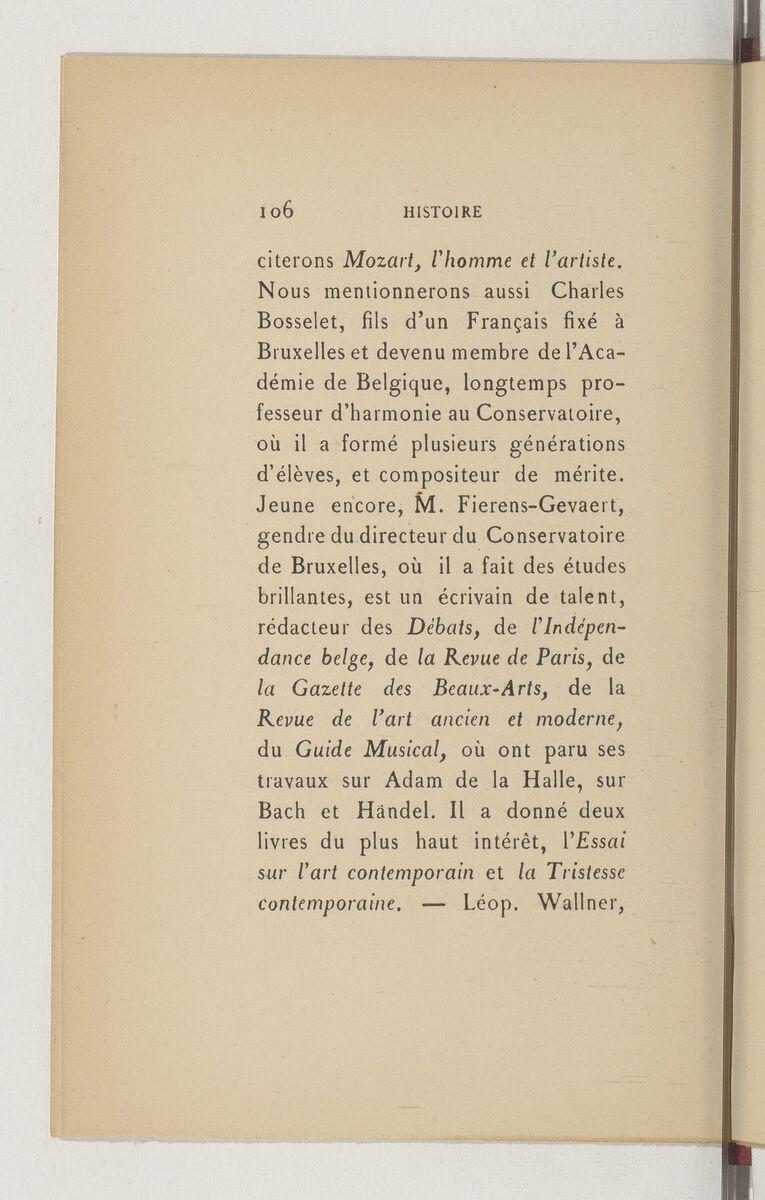 106 HISTOIRE
citerons Mozart, l'homme et l'artiste.
Nous mentionnerons aussi Charles
Bosselet, fils d'un Français fixé à
Bruxelles et devenu membre de l'Aca-
démie de Belgique, longtemps pro-
fesseur d'harmonie au Conservatoire,
où il a formé plusieurs générations
d'élèves, et compositeur de mérite.
Jeune encore, M. Fierens-Gevaert,
gendre du directeur du Conservatoire
de Bruxelles, où il a fait des études
brillantes, est un écrivain de talent,
rédacteur des Débats, de l'Indépen-
dance belge, de la Revue de Paris, de
la Gazette des Beaux-Arts, de la
Revue de l'art ancien et moderne,
du Guide Musical, où ont paru ses
travaux sur Adam de la Halle, sur
Bach et Händel. Il a donné deux
livres du plus haut intérêt, l'Essai
sur l'art contemporain et la Tristesse
contemporaine. — Léop. Wallner,